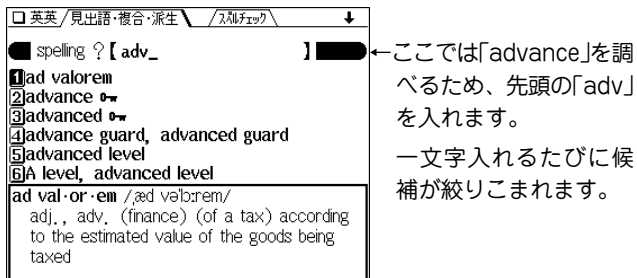 英英/見出語・複合・派生 /スペルチェック
spelling ?【adv_ 】
1 ad valorem
2 advance
3 advanced
4 advance guard, advanced guard
5 advanced level
6 A level, advanced level
ad val·or·em /ˌæd vəˈlɔːrem/
adj., adv. (finance) (of a tax) according
to the estimated value of the goods being
taxed
←ここでは「advance」を調
べるため、先頭の「adv」
を入れます。
一文字入れるたびに候
補が絞りこまれます。